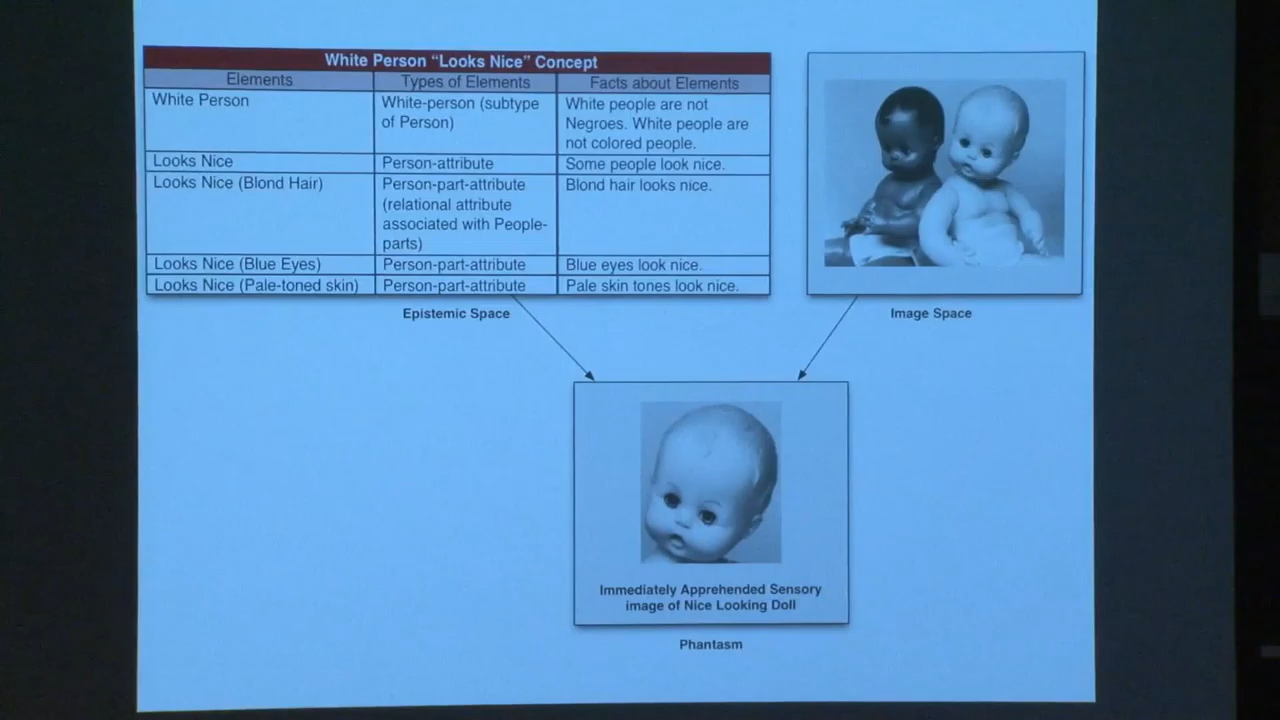 White Person “Looks Nice” Concept
Elements Types of Elements Facts about Elements
White Person
White-person (subtype
of Person)
White people are not
Negroes. White people are
not colored people.
Looks Nice
Person-attribute
Some people look nice.
Looks Nice (Blond Hair)
Person-part-attribute
(relational attribute
associated with People-
parts)
Blond hair looks nice.
Looks Nice (Blue Eyes)
Person-part-attribute
Blue eyes look nice.
Looks Nice (Pale-toned skin)
Person-part-attribute
Pale skin tones look nice.
Epistemic Space
Image Space
Immediately Apprehended Sensory
image of Nice Looking Doll
Phantasm